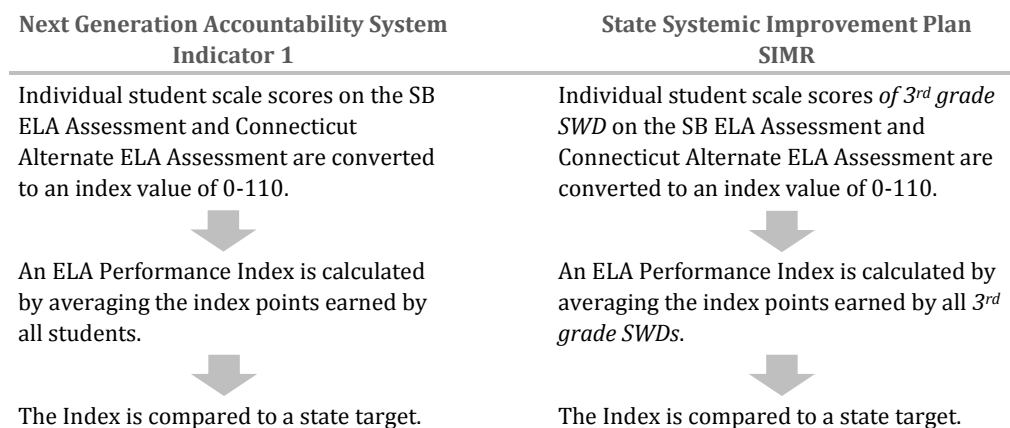 Next Generation Accountability System
Indicator 1
Individual student scale scores on the SB
ELA Assessment and Connecticut
Alternate ELA Assessment are converted
to an index value of 0-110.
An ELA Performance Index is calculated
by averaging the index points earned by
all students.
The Index is compared to a state target.
State Systemic Improvement Plan
SIMR
Individual student scale scores of 3rd grade
SWD on the SB ELA Assessment and
Connecticut Alternate ELA Assessment are
converted to an index value of 0-110.
An ELA Performance Index is calculated by
averaging the index points earned by all 3rd
grade SWDs.
The Index is compared to a state target.